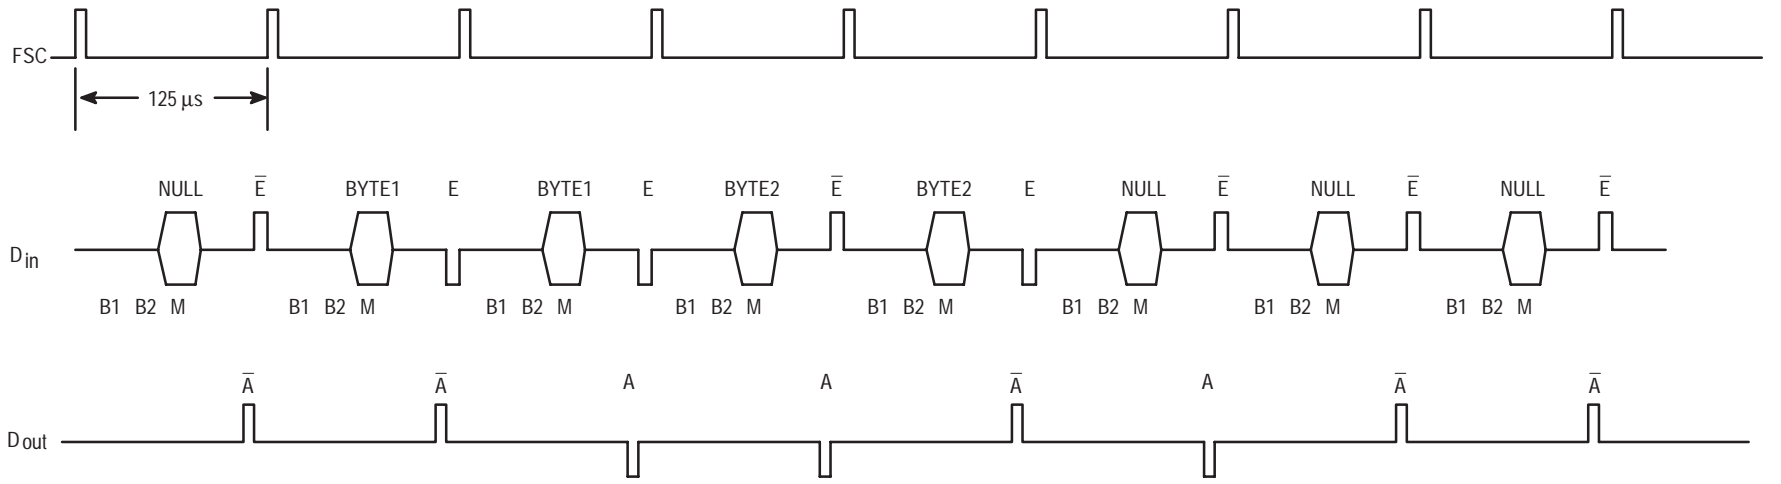 FSC
125 μs
NULL E̅ BYTE1 E BYTE1 E BYTE2 E̅ BYTE2 E NULL E̅ NULL E̅ NULL E̅
Din
B1 B2 M B1 B2 M B1 B2 M B1 B2 M B1 B2 M B1 B2 M B1 B2 M B1 B2 M
A̅ A̅ A A A̅ A A̅ A̅
Dout